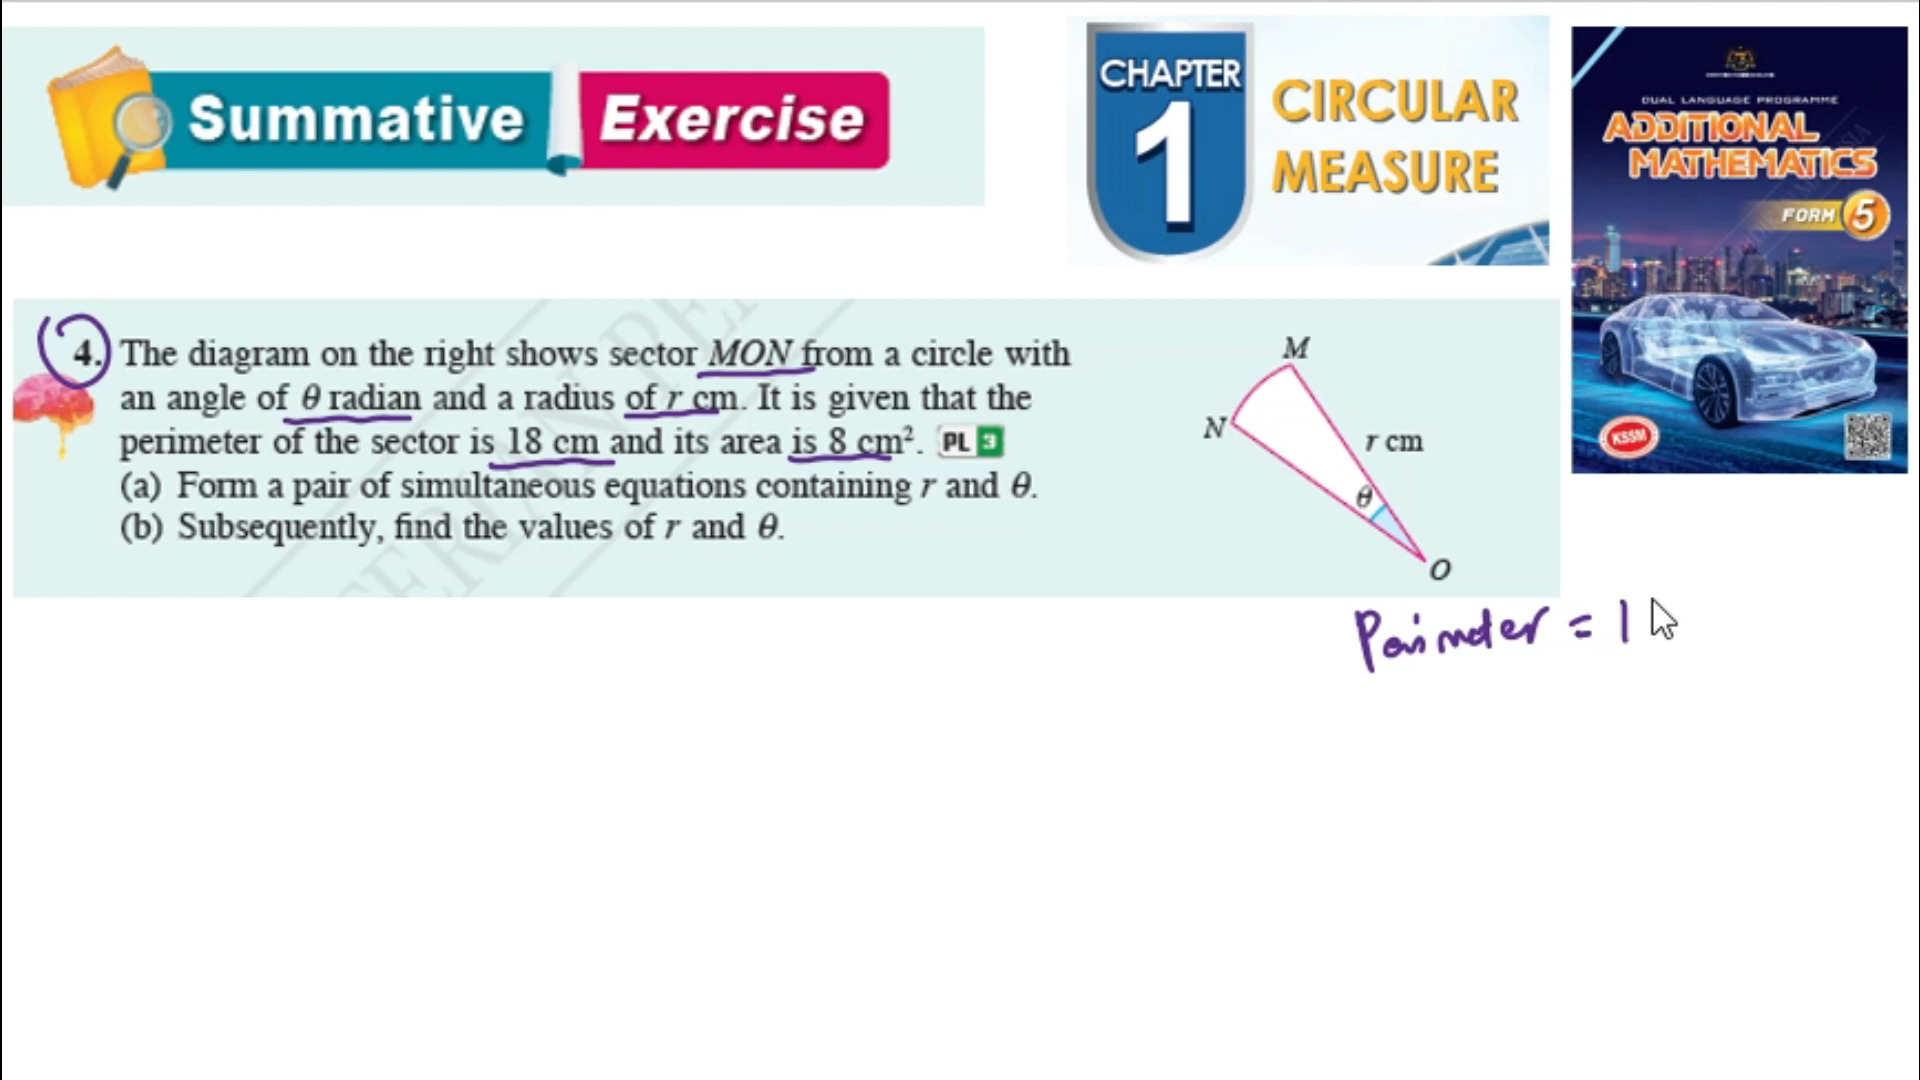 Summative Exercise
CHAPTER
1
CIRCULAR
MEASURE
DUAL LANGUAGE PROGRAMME
ADDITIONAL
MATHEMATICS
FORM 5
KSSM
4. The diagram on the right shows sector MON from a circle with
an angle of θ radian and a radius of r cm. It is given that the
perimeter of the sector is 18 cm and its area is 8 cm². PL 3
(a) Form a pair of simultaneous equations containing r and θ.
(b) Subsequently, find the values of r and θ.
M
N
r cm
θ
O
Perimeter = 1